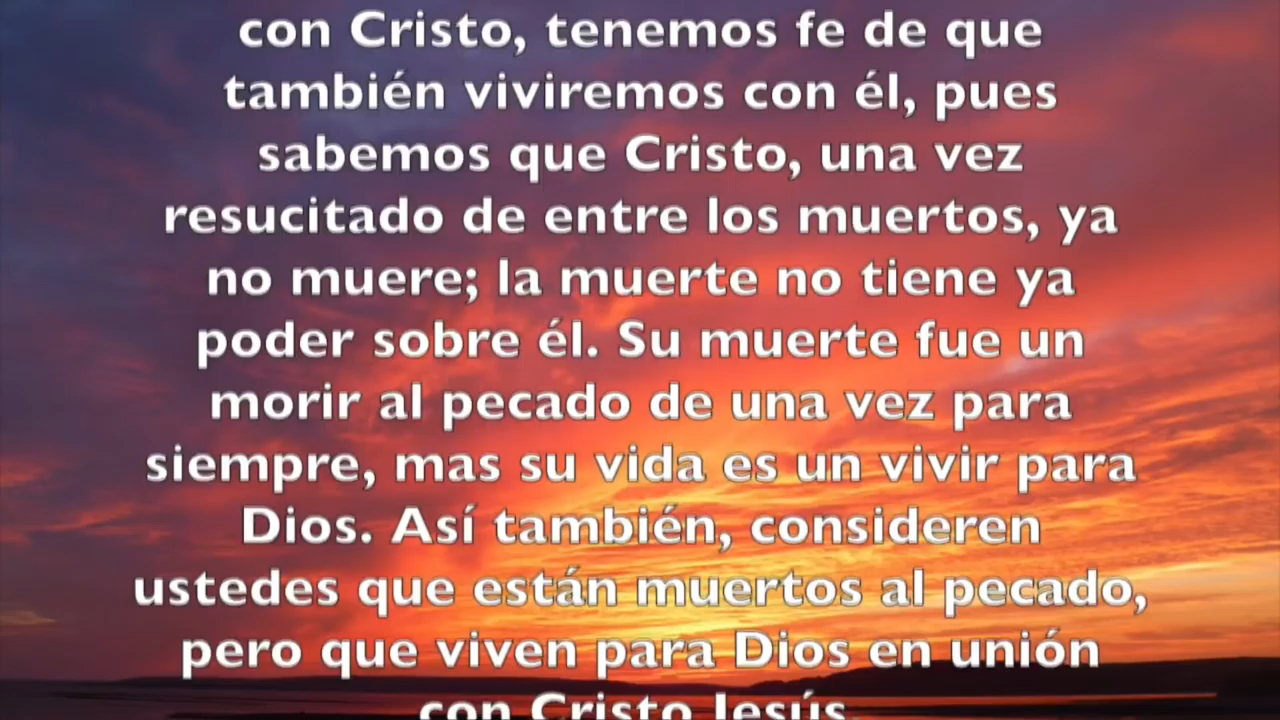 con Cristo, tenemos fe de que
también viviremos con él, pues
sabemos que Cristo, una vez
resucitado de entre los muertos, ya
no muere; la muerte no tiene ya
poder sobre él. Su muerte fue un
morir al pecado de una vez para
siempre, mas su vida es un vivir para
Dios. Así también, consideren
ustedes que están muertos al pecado,
pero que viven para Dios en unión
con Cristo Jesús.